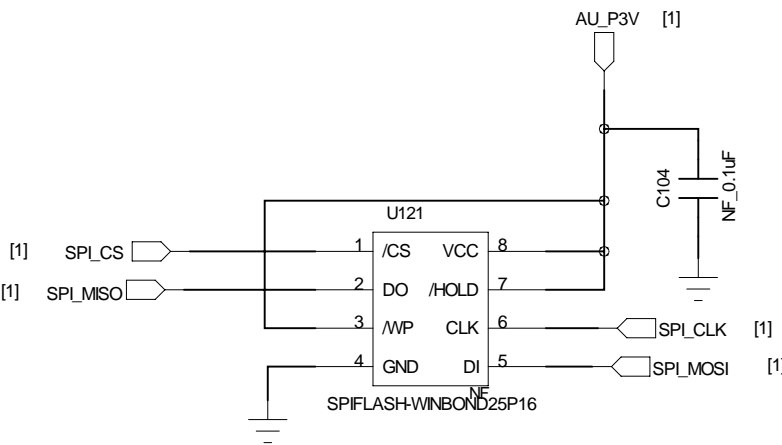 AU_P3V [1]
C104
NF_0.1uF
U121
[1] SPI_CS 1 /CS VCC 8
[1] SPI_MISO 2 DO /HOLD 7
3 /WP CLK 6 SPI_CLK [1]
4 GND DI 5 SPI_MOSI [1]
NF
SPIFLASH-WINBOND25P16